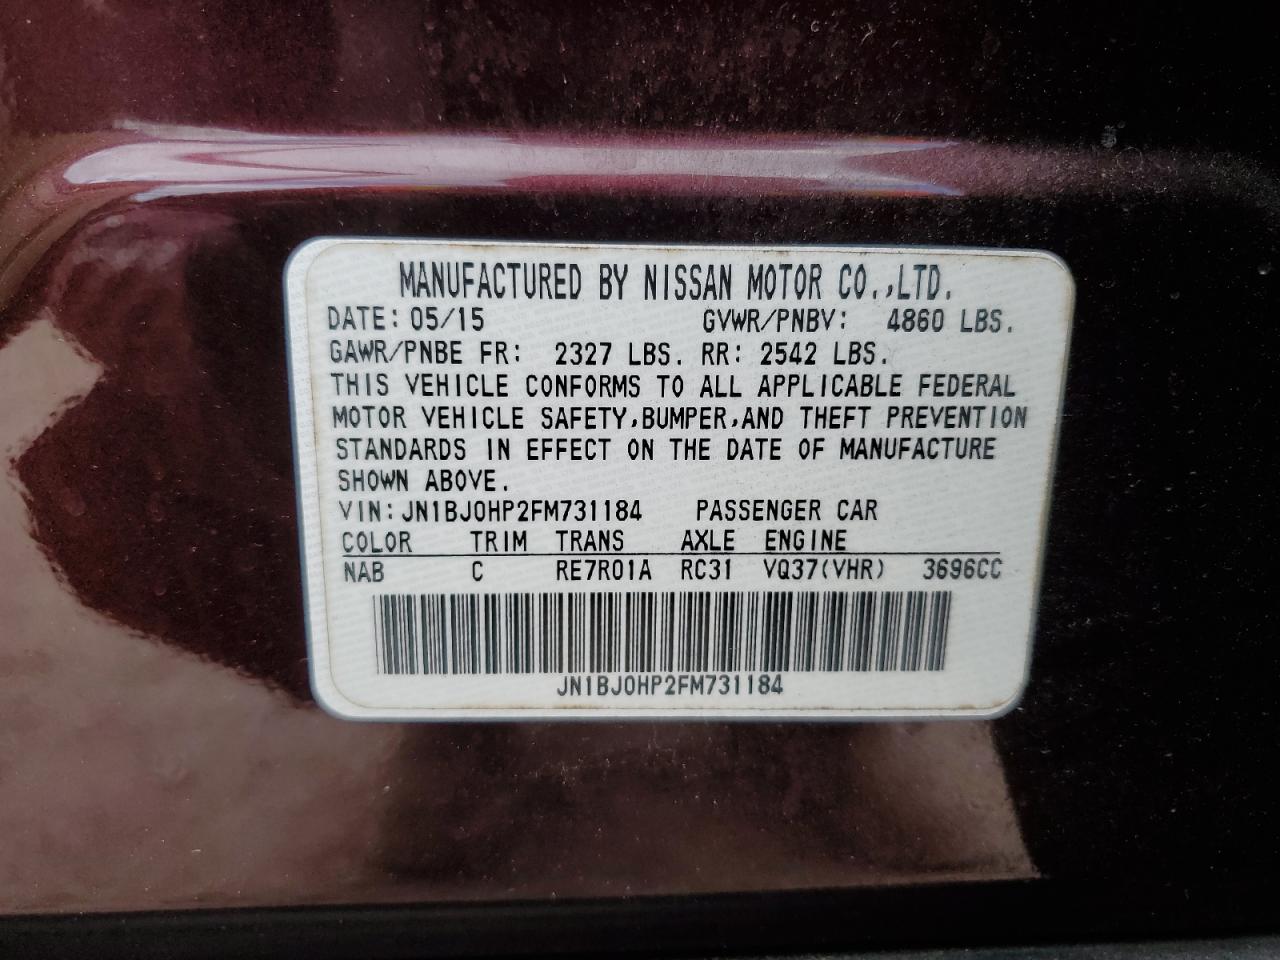 MANUFACTURED BY NISSAN MOTOR CO.,LTD.
DATE: 05/15 GVWR/PNBV: 4860 LBS.
GAWR/PNBE FR: 2327 LBS. RR: 2542 LBS.
THIS VEHICLE CONFORMS TO ALL APPLICABLE FEDERAL
MOTOR VEHICLE SAFETY,BUMPER,AND THEFT PREVENTION
STANDARDS IN EFFECT ON THE DATE OF MANUFACTURE
SHOWN ABOVE.
VIN:JN1BJ0HP2FM731184 PASSENGER CAR
COLOR TRIM TRANS AXLE ENGINE
NAB C RE7R01A RC31 VQ37(VHR) 3696CC
JN1BJ0HP2FM731184